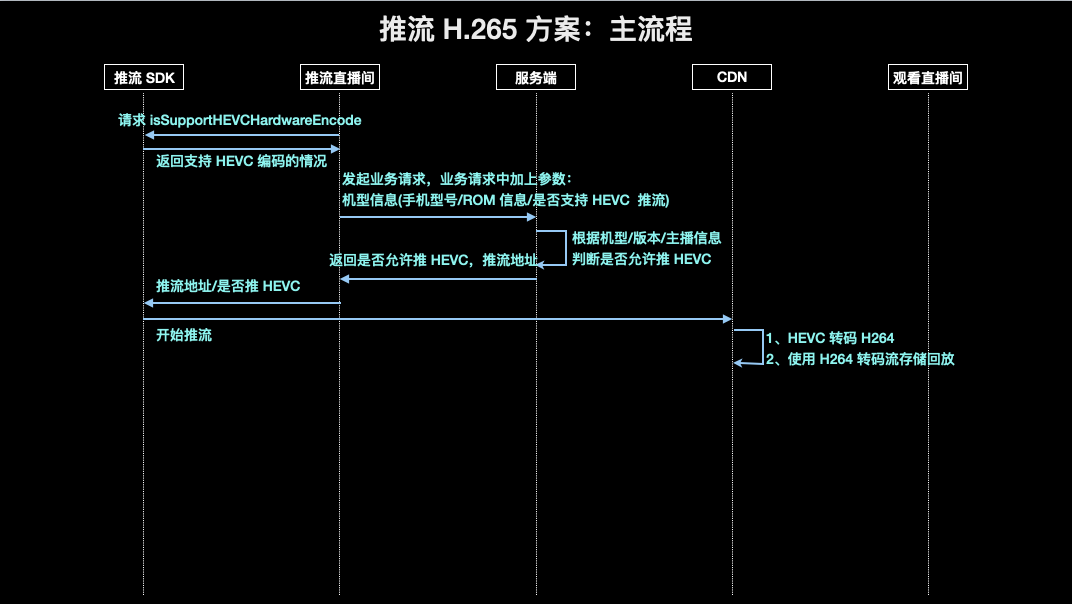 推流 H.265 方案：主流程
推流 SDK
推流直播间
服务端
CDN
观看直播间
请求 isSupportHEVCHardwareEncode
返回支持 HEVC 编码的情况
发起业务请求，业务请求中加上参数：
机型信息(手机型号/ROM 信息/是否支持 HEVC 推流)
根据机型/版本/主播信息
判断是否允许推 HEVC
返回是否允许推 HEVC，推流地址
推流地址/是否推 HEVC
开始推流
1、HEVC 转码 H264
2、使用 H264 转码流存储回放